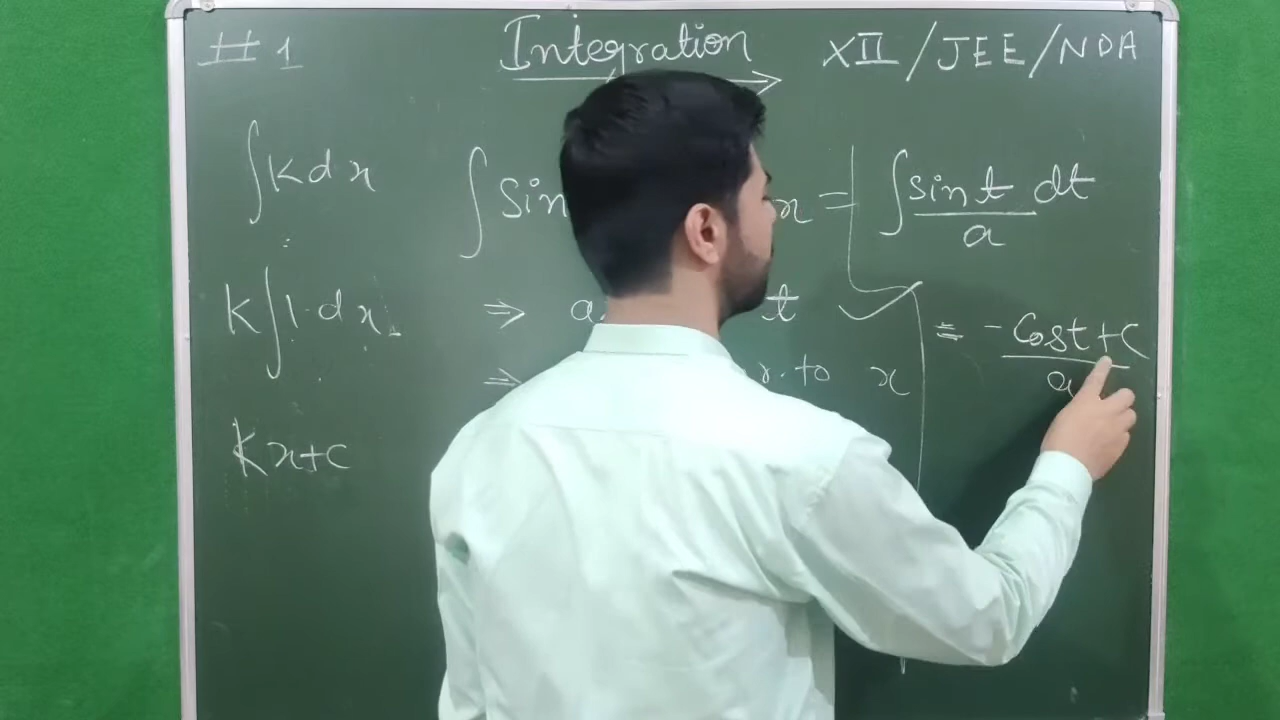 # 1 Integration XII / JEE / NDA
∫ K dx
∫ Sin x = ∫ sin t/a dt
K ∫ 1. dx
⇒ a t ✓
= -Cos t + C/a
⇒ r. to x
Kx+c